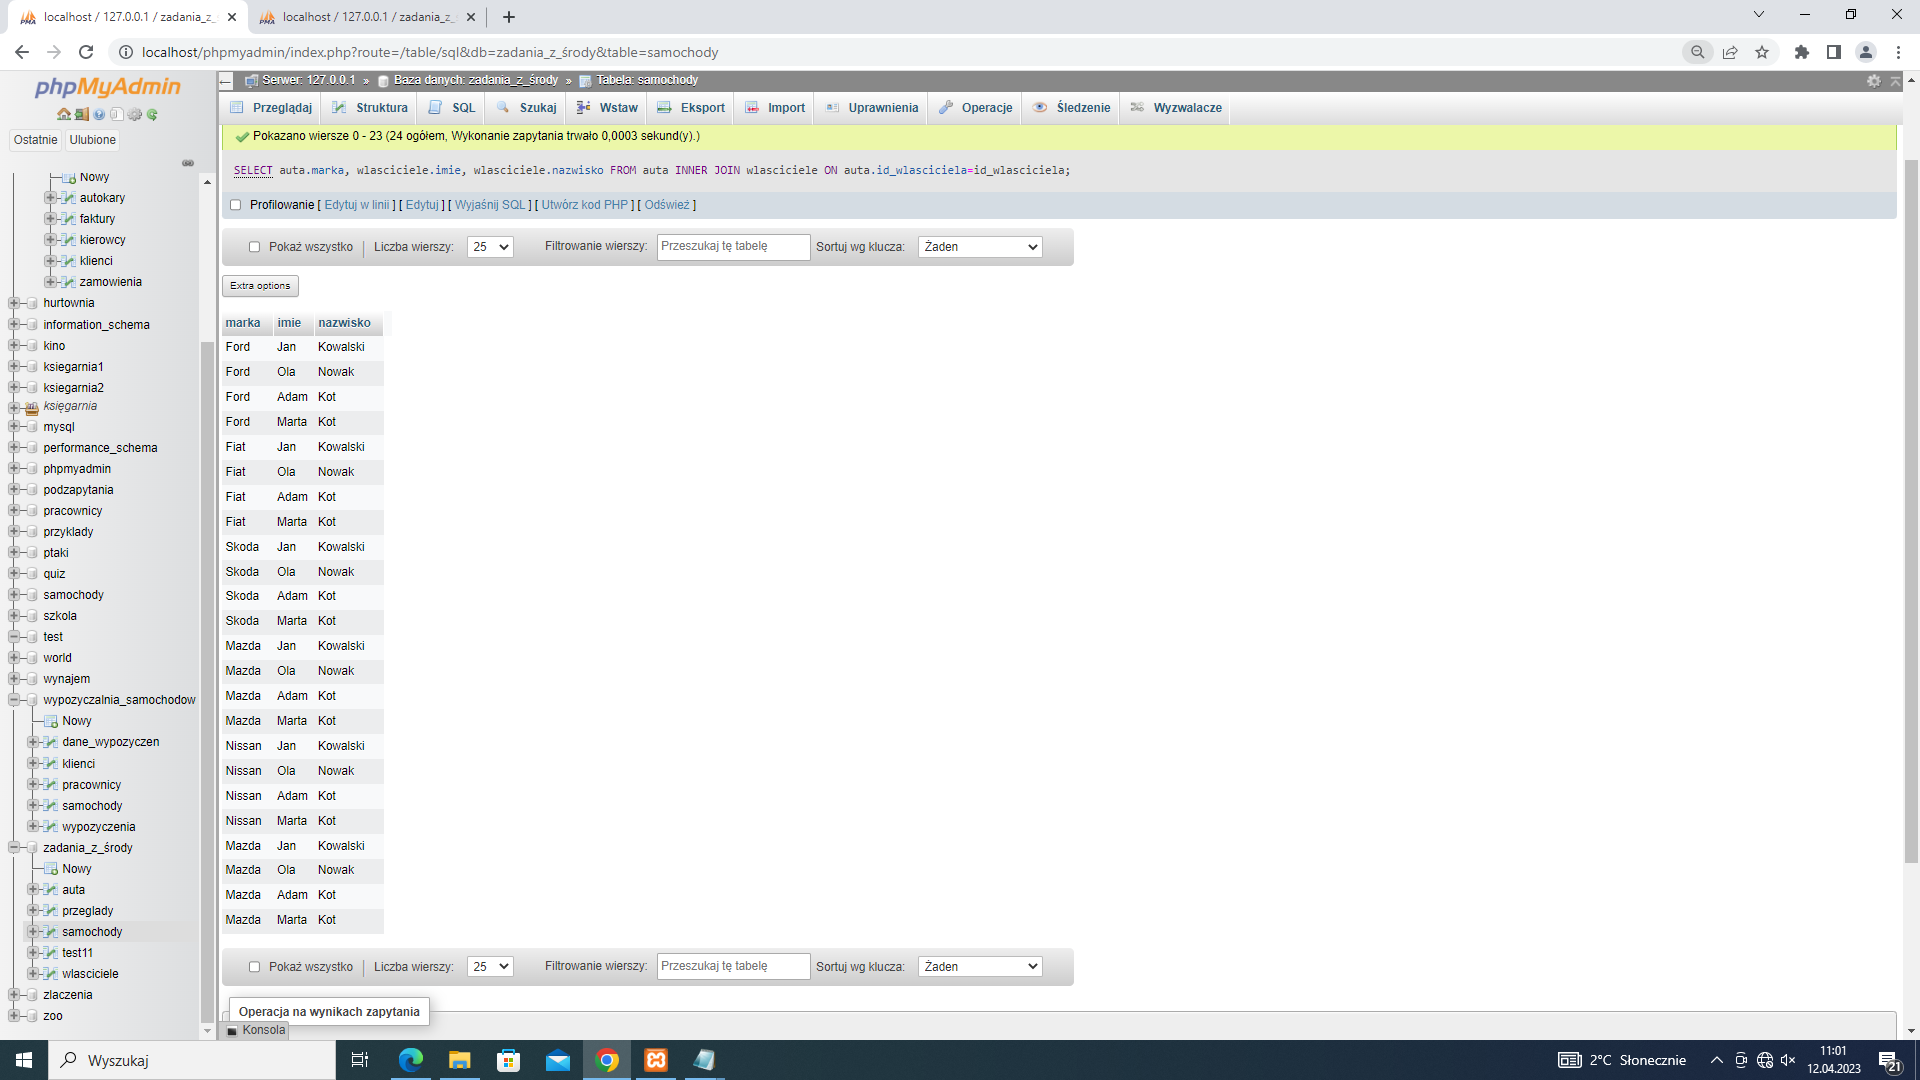 localhost / 127.0.0.1 / zadania_z_
localhost / 127.0.0.1 / zadania_z_
localhost/phpmyadmin/index.php?route=/table/sql&db=zadania_z_środy&table=samochody
phpMyAdmin
Ostatnie
Ulubione
Nowy
autokary
faktury
kierowcy
klienci
zamowienia
hurtownia
information_schema
kino
ksiegarnia1
ksiegarnia2
księgarnia
mysql
performance_schema
phpmyadmin
podzapytania
pracownicy
przyklady
ptaki
quiz
samochody
szkola
test
world
wynajem
wypozyczalnia_samochodow
Nowy
dane_wypozyczen
klienci
pracownicy
samochody
wypozyczenia
zadania_z_środy
Nowy
auta
przeglady
samochody
test11
wlasciciele
zlaczenia
zoo
Serwer: 127.0.0.1 » Baza danych: zadania_z_środy » Tabela: samochody
Przeglądaj Struktura SQL Szukaj Wstaw Eksport Import Uprawnienia Operacje Śledzenie Wyzwalacze
Pokazano wiersze 0 - 23 (24 ogółem, Wykonanie zapytania trwało 0,0003 sekund(y).)
SELECT auta.marka, wlasciciele.imie, wlasciciele.nazwisko FROM auta INNER JOIN wlasciciele ON auta.id_wlasciciela=id_wlasciciela;
Profilowanie [ Edytuj w linii ] [ Edytuj ] [ Wyjaśnij SQL ] [ Utwórz kod PHP ] [ Odśwież ]
Pokaż wszystko Liczba wierszy: 25 Filtrowanie wierszy: Przeszukaj tę tabelę Sortuj wg klucza: Żaden
Extra options
marka imie nazwisko
Ford Jan Kowalski
Ford Ola Nowak
Ford Adam Kot
Ford Marta Kot
Fiat Jan Kowalski
Fiat Ola Nowak
Fiat Adam Kot
Fiat Marta Kot
Skoda Jan Kowalski
Skoda Ola Nowak
Skoda Adam Kot
Skoda Marta Kot
Mazda Jan Kowalski
Mazda Ola Nowak
Mazda Adam Kot
Mazda Marta Kot
Nissan Jan Kowalski
Nissan Ola Nowak
Nissan Adam Kot
Nissan Marta Kot
Mazda Jan Kowalski
Mazda Ola Nowak
Mazda Adam Kot
Mazda Marta Kot
Pokaż wszystko Liczba wierszy: 25 Filtrowanie wierszy: Przeszukaj tę tabelę Sortuj wg klucza: Żaden
Operacja na wynikach zapytania
Konsola
Wyszukaj
2°C Słonecznie
11:01
12.04.2023
21